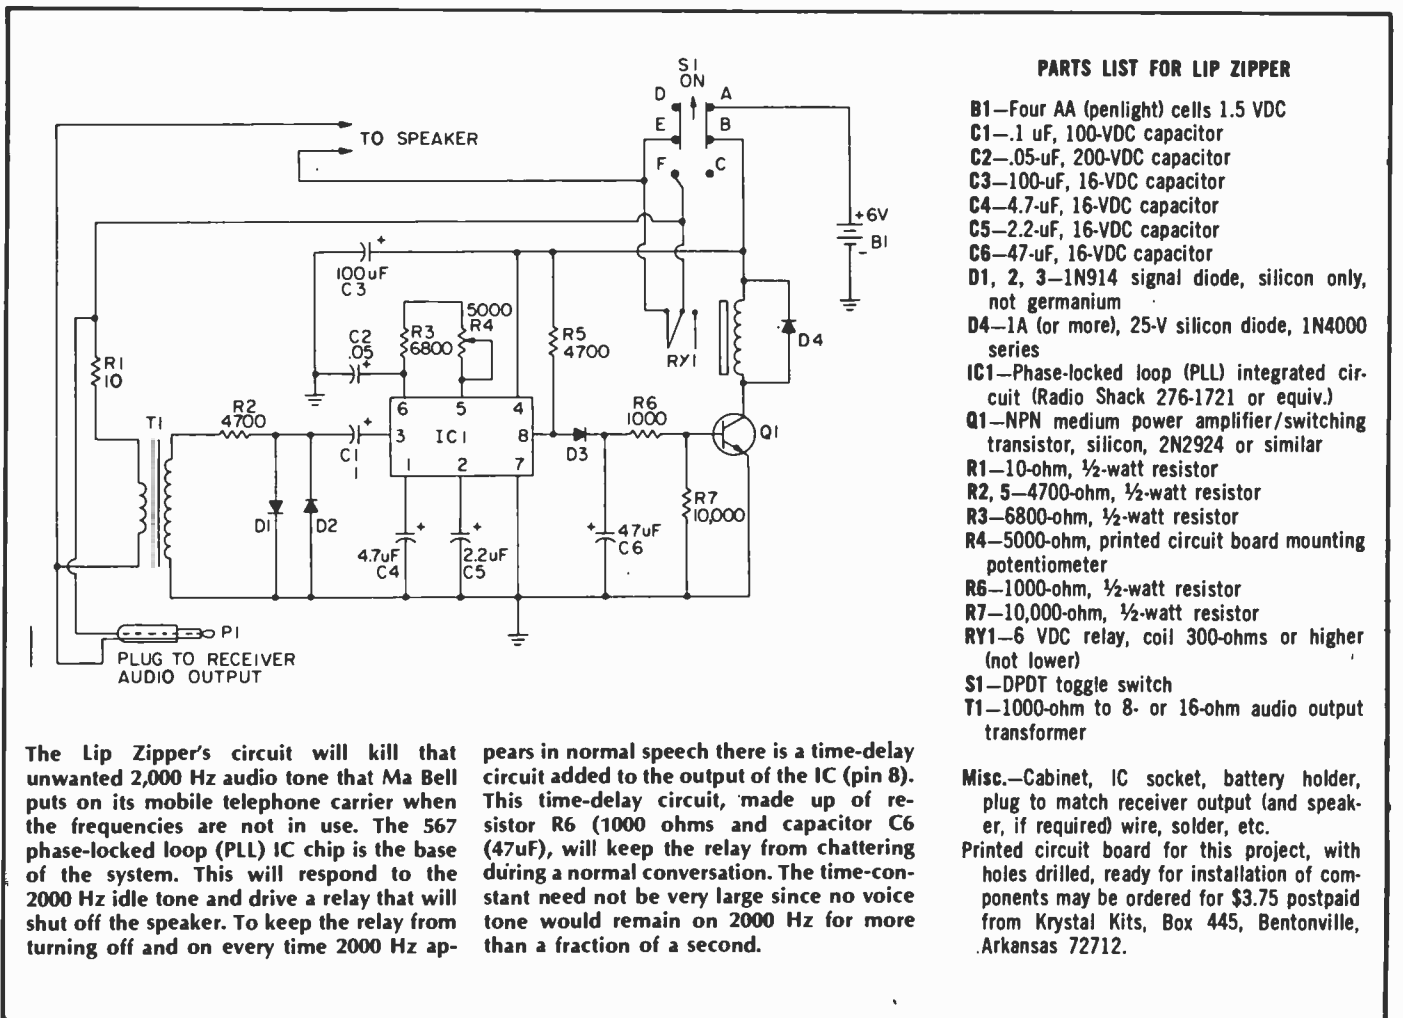 S1
ON
D
A
E
B
F
C
TO SPEAKER
+6V
B1
-
+
100uF
C3
5000
R4
R3
6800
C2
.05
+
R5
4700
RY1
D4
R1
10
T1
R2
4700
C1
1
6
5
4
3
IC1
8
1
2
7
D3
R6
1000
Q1
D1
D2
+
4.7uF
C4
+
2.2uF
C5
+
47uF
C6
R7
10,000
P1
PLUG TO RECEIVER
AUDIO OUTPUT
The Lip Zipper's circuit will kill that
unwanted 2,000 Hz audio tone that Ma Bell
puts on its mobile telephone carrier when
the frequencies are not in use. The 567
phase-locked loop (PLL) IC chip is the base
of the system. This will respond to the
2000 Hz idle tone and drive a relay that will
shut off the speaker. To keep the relay from
turning off and on every time 2000 Hz ap-
pears in normal speech there is a time-delay
circuit added to the output of the IC (pin 8).
This time-delay circuit, made up of re-
sistor R6 (1000 ohms and capacitor C6
(47uF), will keep the relay from chattering
during a normal conversation. The time-con-
stant need not be very large since no voice
tone would remain on 2000 Hz for more
than a fraction of a second.
PARTS LIST FOR LIP ZIPPER
B1—Four AA (penlight) cells 1.5 VDC
C1—.1 uF, 100-VDC capacitor
C2—.05-uF, 200-VDC capacitor
C3—100-uF, 16-VDC capacitor
C4—4.7-uF, 16-VDC capacitor
C5—2.2-uF, 16-VDC capacitor
C6—47-uF, 16-VDC capacitor
D1, 2, 3—1N914 signal diode, silicon only,
not germanium
D4—1A (or more), 25-V silicon diode, 1N4000
series
IC1—Phase-locked loop (PLL) integrated cir-
cuit (Radio Shack 276-1721 or equiv.)
Q1—NPN medium power amplifier/switching
transistor, silicon, 2N2924 or similar
R1—10-ohm, ½-watt resistor
R2, 5—4700-ohm, ½-watt resistor
R3—6800-ohm, ½-watt resistor
R4—5000-ohm, printed circuit board mounting
potentiometer
R6—1000-ohm, ½-watt resistor
R7—10,000-ohm, ½-watt resistor
RY1—6 VDC relay, coil 300-ohms or higher
(not lower)
S1—DPDT toggle switch
T1—1000-ohm to 8- or 16-ohm audio output
transformer
Misc.—Cabinet, IC socket, battery holder,
plug to match receiver output (and speak-
er, if required) wire, solder, etc.
Printed circuit board for this project, with
holes drilled, ready for installation of com-
ponents may be ordered for $3.75 postpaid
from Krystal Kits, Box 445, Bentonville,
Arkansas 72712.